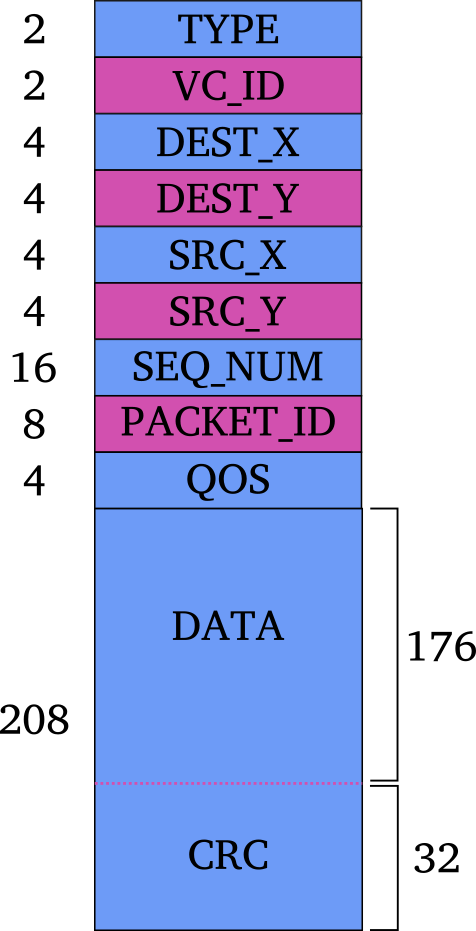 2 TYPE
2 VC_ID
4 DEST_X
4 DEST_Y
4 SRC_X
4 SRC_Y
16 SEQ_NUM
8 PACKET_ID
4 QOS
DATA
176
208
CRC
32